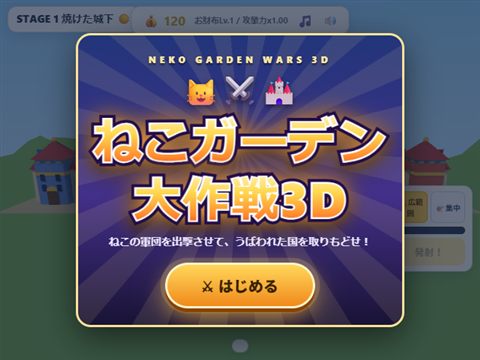 STAGE 1 焼けた城下
120
お財布Lv.1 / 攻撃力x1.00
NEKO GARDEN WARS 3D
ねこガーデン
大作戦3D
ねこの軍団を出撃させて、うばわれた国を取りもどせ！
はじめる
広範
囲
集中
発射！